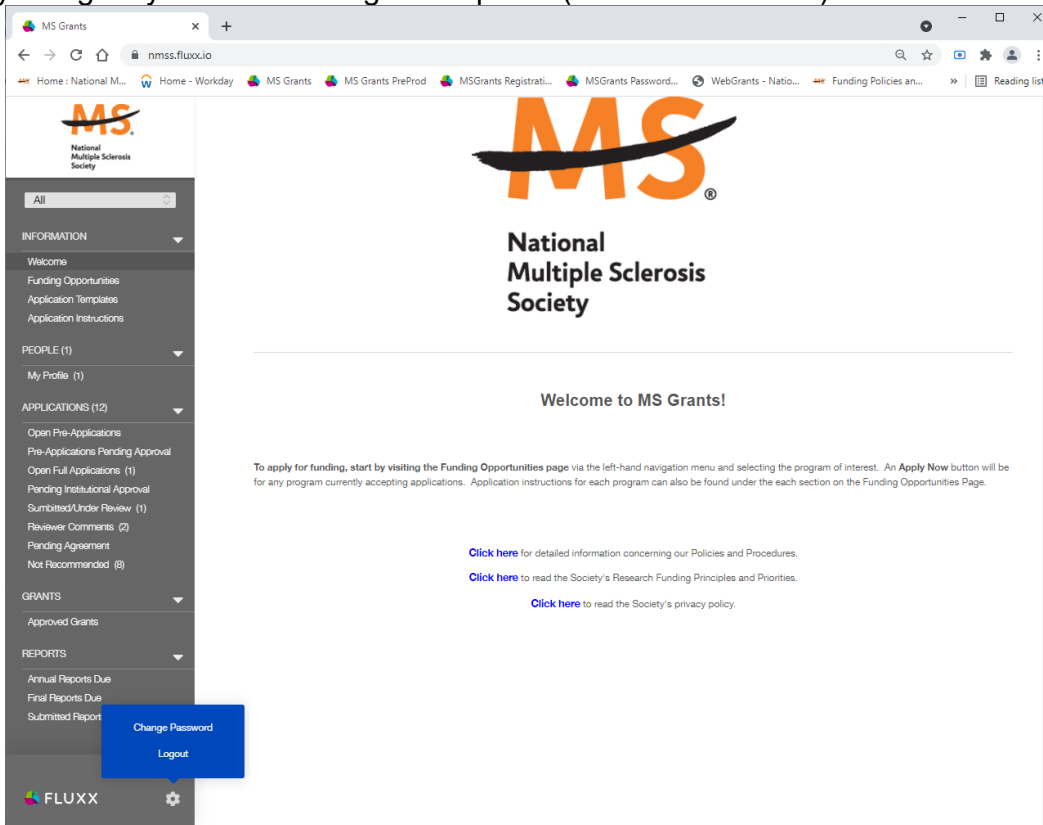 MS Grants
nmss.fluxx.io
Home : National M... Home - Workday MS Grants MS Grants PreProd MSGrants Registrati... MSGrants Password... WebGrants - Natio... Funding Policies an... » Reading list
MS®
National
Multiple Sclerosis
Society
All
INFORMATION
Welcome
Funding Opportunities
Application Templates
Application Instructions
PEOPLE (1)
My Profile (1)
APPLICATIONS (12)
Open Pre-Applications
Pre-Applications Pending Approval
Open Full Applications (1)
Pending Institutional Approval
Sumbitted/Under Review (1)
Reviewer Comments (2)
Pending Agreement
Not Recommended (8)
GRANTS
Approved Grants
REPORTS
Annual Reports Due
Final Reports Due
Submitted Report
Change Password
Logout
FLUXX
MS®
National
Multiple Sclerosis
Society
Welcome to MS Grants!
To apply for funding, start by visiting the Funding Opportunities page via the left-hand navigation menu and selecting the program of interest. An Apply Now button will be
for any program currently accepting applications. Application instructions for each program can also be found under the each section on the Funding Opportunities Page.
Click here for detailed information concerning our Policies and Procedures.
Click here to read the Society's Research Funding Principles and Priorities.
Click here to read the Society's privacy policy.